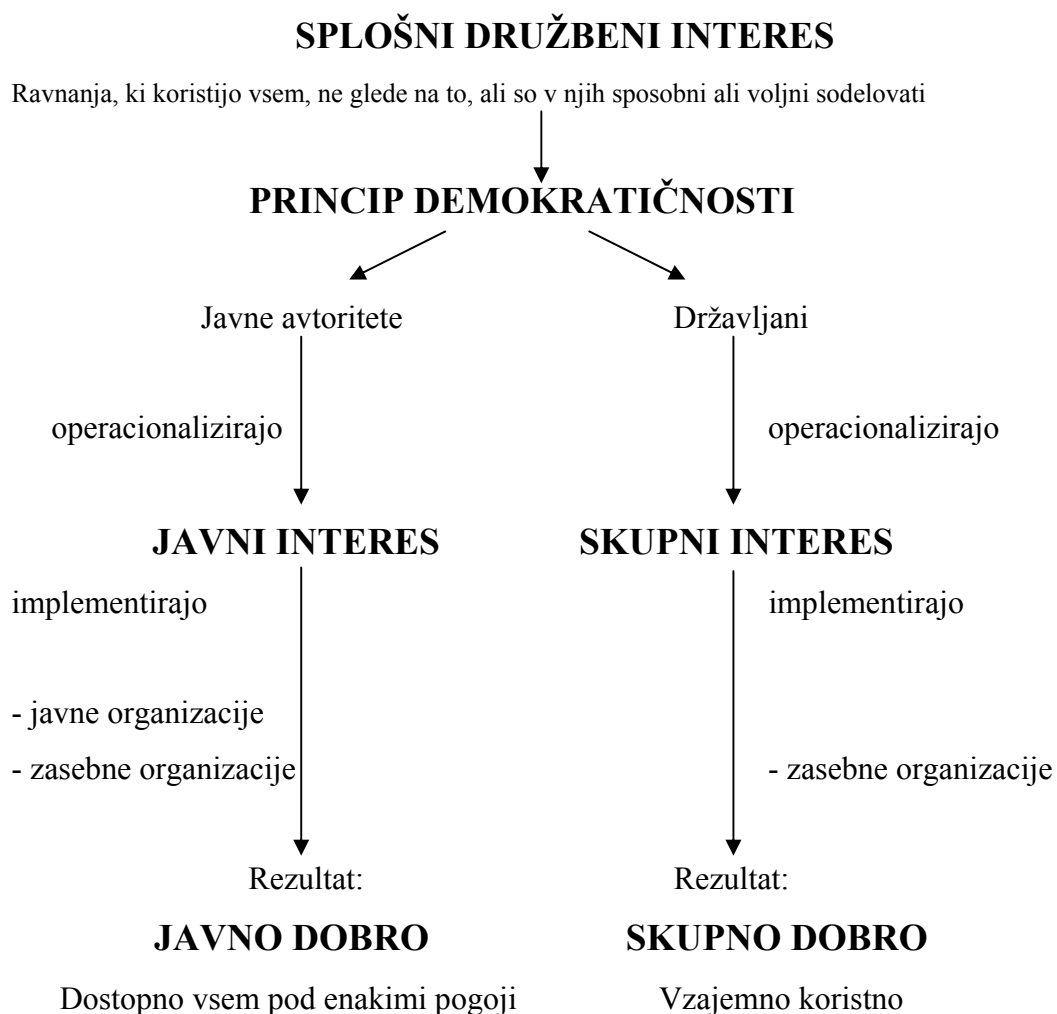 SPLOŠNI DRUŽBENI INTERES
Ravnanja, ki koristijo vsem, ne glede na to, ali so v njih sposobni ali voljni sodelovati
PRINCIP DEMOKRATIČNOSTI
Javne avtoritete
Državljani
operacionalizirajo
operacionalizirajo
JAVNI INTERES
SKUPNI INTERES
implementirajo
implementirajo
- javne organizacije
- zasebne organizacije
- zasebne organizacije
Rezultat:
Rezultat:
JAVNO DOBRO
SKUPNO DOBRO
Dostopno vsem pod enakimi pogoji
Vzajemno koristno